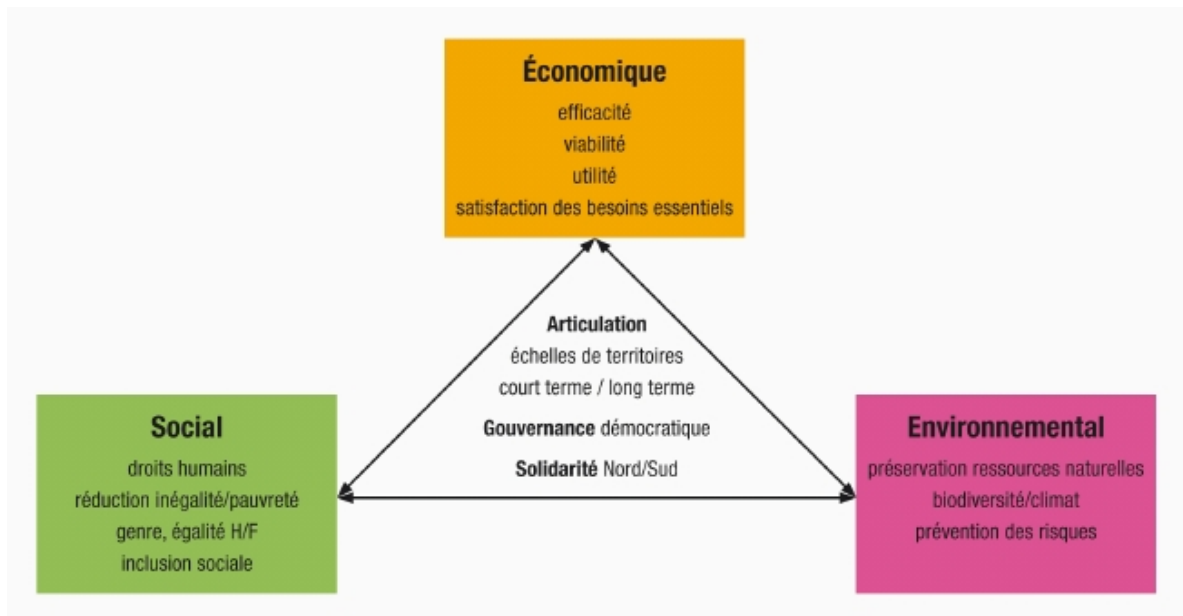 Économique
efficacité
viabilité
utilité
satisfaction des besoins essentiels
Articulation
échelles de territoires
court terme / long terme
Gouvernance démocratique
Solidarité Nord/Sud
Social
droits humains
réduction inégalité/pauvreté
genre, égalité H/F
inclusion sociale
Environnemental
préservation ressources naturelles
biodiversité/climat
prévention des risques